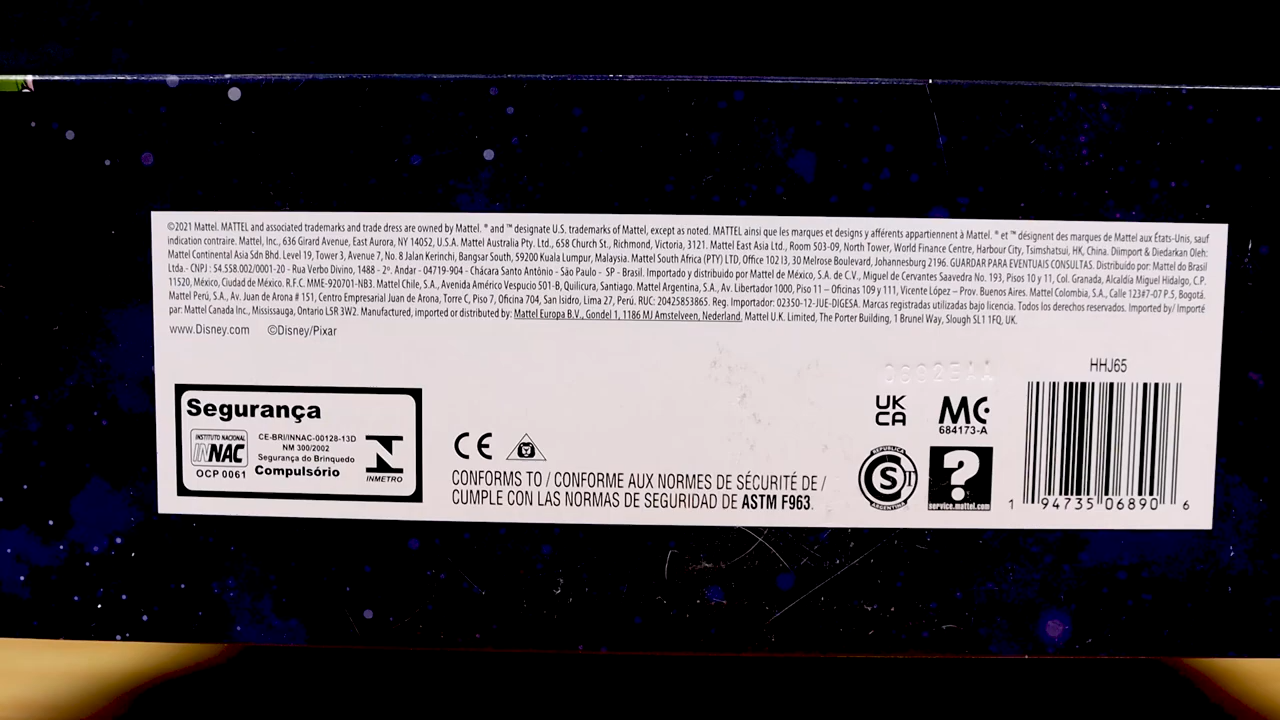 ©2021 Mattel. MATTEL and associated trademarks and trade dress are owned by Mattel. ® and ™ designate U.S. trademarks of Mattel, except as noted. MATTEL ainsi que les marques et designs y afférents appartiennent à Mattel. ® et ™ désignent des marques de Mattel aux États-Unis, sauf
indication contraire. Mattel, Inc., 636 Girard Avenue, East Aurora, NY 14052, U.S.A. Mattel Australia Pty. Ltd., 658 Church St., Richmond, Victoria, 3121. Mattel East Asia Ltd., Room 503-09, North Tower, World Finance Centre, Harbour City, Tsimshatsui, HK, China. Diimport & Diedarkan Oleh:
Mattel Continental Asia Sdn Bhd. Level 19, Tower 3, Avenue 7, No. 8 Jalan Kerinchi, Bangsar South, 59200 Kuala Lumpur, Malaysia. Mattel South Africa (PTY) LTD, Office 102 I3, 30 Melrose Boulevard, Johannesburg 2196. GUARDAR PARA EVENTUAIS CONSULTAS. Distribuido por: Mattel do Brasil
Ltda.- CNPJ : 54.558.002/0001-20 - Rua Verbo Divino, 1488 - 2º. Andar - 04719-904 - Chácara Santo Antônio - São Paulo - SP - Brasil. Importado y distribuido por Mattel de México, S.A. de C.V., Miguel de Cervantes Saavedra No. 193, Pisos 10 y 11, Col. Granada, Alcaldía Miguel Hidalgo, C.P.
11520, México, Ciudad de México. R.F.C. MME-920701-NB3. Mattel Chile, S.A., Avenida Américo Vespucio 501-B, Quilicura, Santiago. Mattel Argentina, S.A., Av. Libertador 1000, Piso 11 – Oficinas 109 y 111, Vicente López – Prov. Buenos Aires. Mattel Colombia, S.A., Calle 123#7-07 P.5, Bogotá.
Mattel Perú, S.A., Av. Juan de Arona # 151, Centro Empresarial Juan de Arona, Torre C, Piso 7, Oficina 704, San Isidro, Lima 27, Perú. RUC: 20425853865. Reg. Importador: 02350-12-JUE-DIGESA. Marcas registradas utilizadas bajo licencia. Todos los derechos reservados. Imported by/ Importé
par: Mattel Canada Inc., Mississauga, Ontario L5R 3W2. Manufactured, imported or distributed by: Mattel Europa B.V., Gondel 1, 1186 MJ Amstelveen, Nederland. Mattel U.K. Limited, The Porter Building, 1 Brunel Way, Slough SL1 1FQ, UK.
www.Disney.com ©Disney/Pixar
HHJ65
Segurança
INSTITUTO NACIONAL
INNAC
OCP 0061
CE-BRI/INNAC-00128-13D
NM 300/2002
Segurança do Brinquedo
Compulsório
INMETRO
CE
CONFORMS TO / CONFORME AUX NORMES DE SÉCURITÉ DE /
CUMPLE CON LAS NORMAS DE SEGURIDAD DE ASTM F963.
UK
CA
MC
684173-A
REPUBLICA
S
ARGENTINA
?
service.mattel.com
1 94735 06890 6